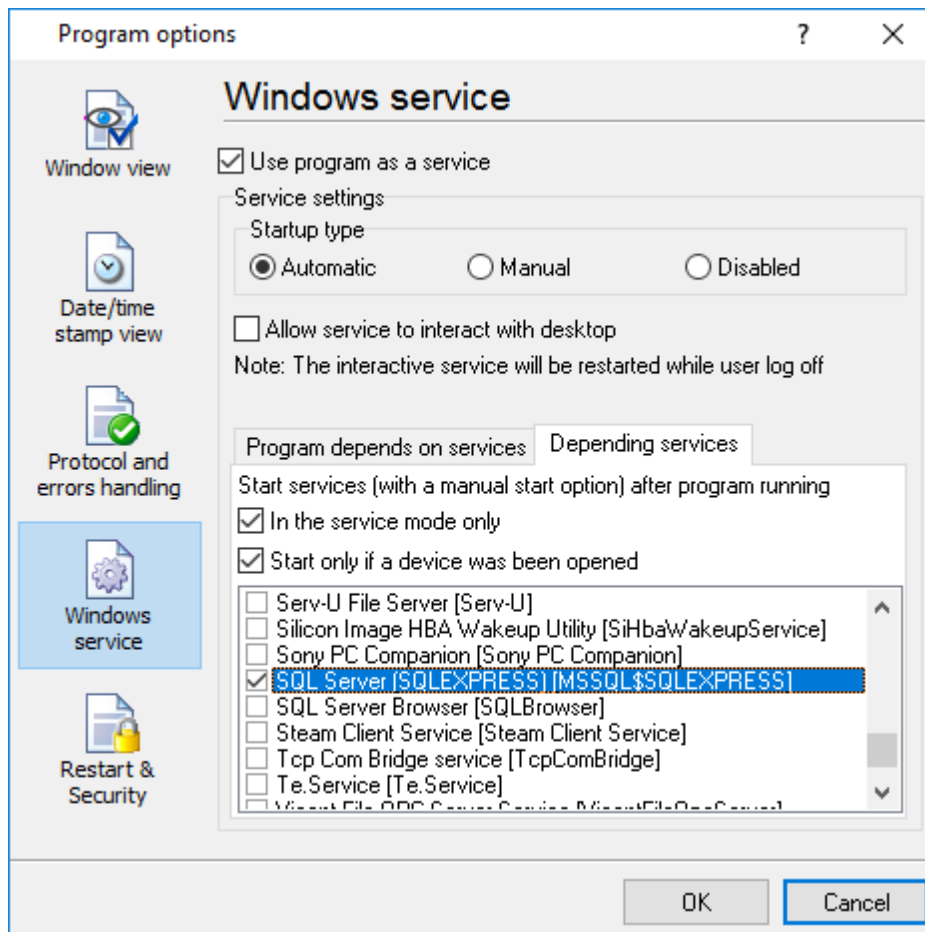 Program options
?
Window view
Date/time
stamp view
Protocol and
errors handling
Windows
service
Restart &
Security
Windows service
Use program as a service
Service settings
Startup type
Automatic Manual Disabled
Allow service to interact with desktop
Note: The interactive service will be restarted while user log off
Program depends on services Depending services
Start services (with a manual start option) after program running
In the service mode only
Start only if a device was been opened
Serv-U File Server [Serv-U]
Silicon Image HBA Wakeup Utility [SiHbaWakeupService]
Sony PC Companion [Sony PC Companion]
SQL Server (SQLEXPRESS) [MSSQL$SQLEXPRESS]
SQL Server Browser [SQLBrowser]
Steam Client Service [Steam Client Service]
Tcp Com Bridge service [TcpComBridge]
Te.Service [Te.Service]
OK Cancel